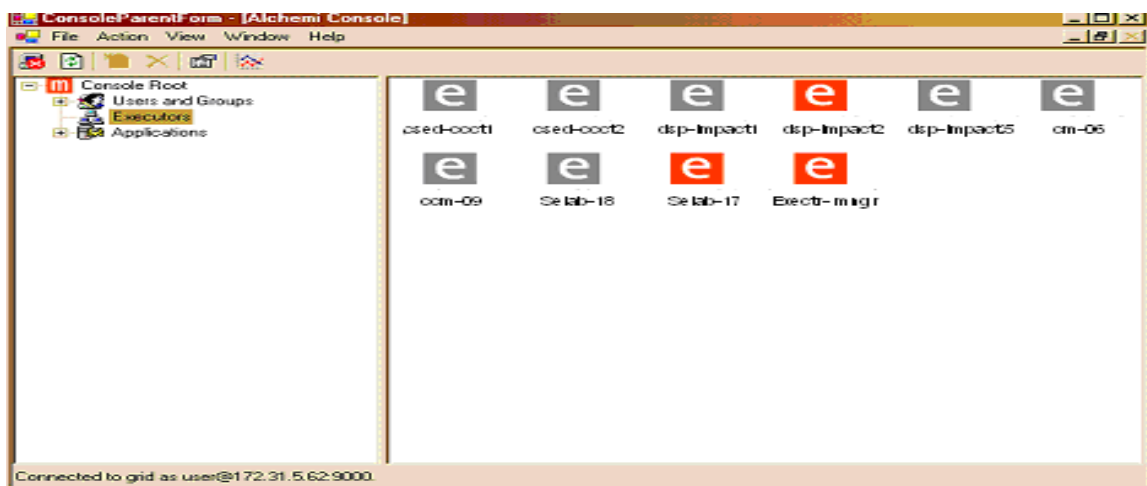 ConsoleParentForm - [Alchemi Console]
File Action View Window Help
m Console Root
Users and Groups
Executors
Applications
e e e e e e
csed-ccct1 csed-ccct2 dsp-Impact1 dsp-Impact2 dsp-Impact5 cm-06
e e e e
ccm-09 Selab-18 Selab-17 Exectr-mngr
Connected to grid as user@172.31.5.62:9000.